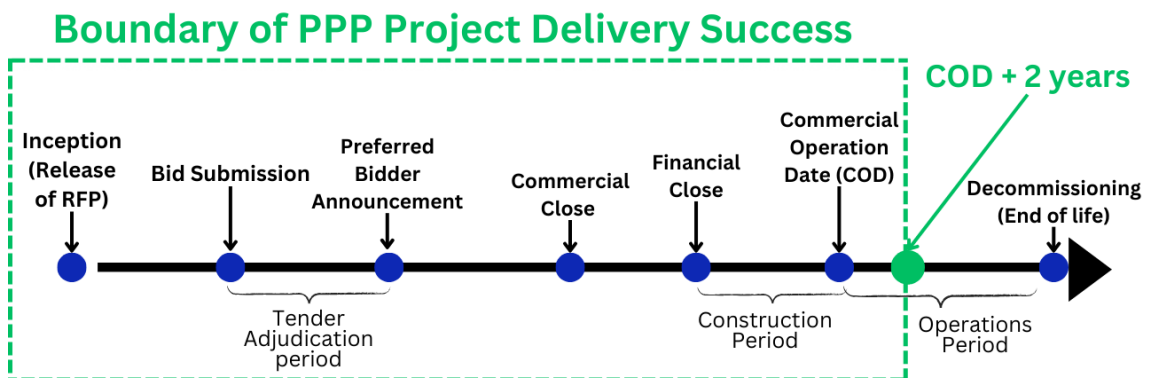 Boundary of PPP Project Delivery Success
COD + 2 years
Inception
(Release
of RFP)
Bid Submission
Preferred
Bidder
Announcement
Commercial
Close
Financial
Close
Commercial
Operation
Date (COD)
Decommissioning
(End of life)
Tender
Adjudication
period
Construction
Period
Operations
Period